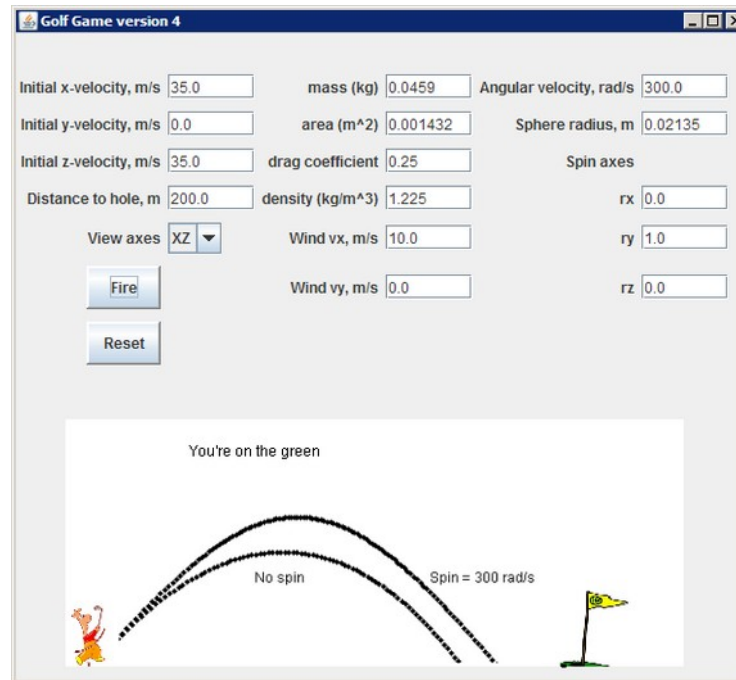 Golf Game version 4
Initial x-velocity, m/s 35.0 mass (kg) 0.0459 Angular velocity, rad/s 300.0
Initial y-velocity, m/s 0.0 area (m^2) 0.001432 Sphere radius, m 0.02135
Initial z-velocity, m/s 35.0 drag coefficient 0.25 Spin axes
Distance to hole, m 200.0 density (kg/m^3) 1.225 rx 0.0
View axes XZ Wind vx, m/s 10.0 ry 1.0
Fire Wind vy, m/s 0.0 rz 0.0
Reset
You're on the green
No spin Spin = 300 rad/s